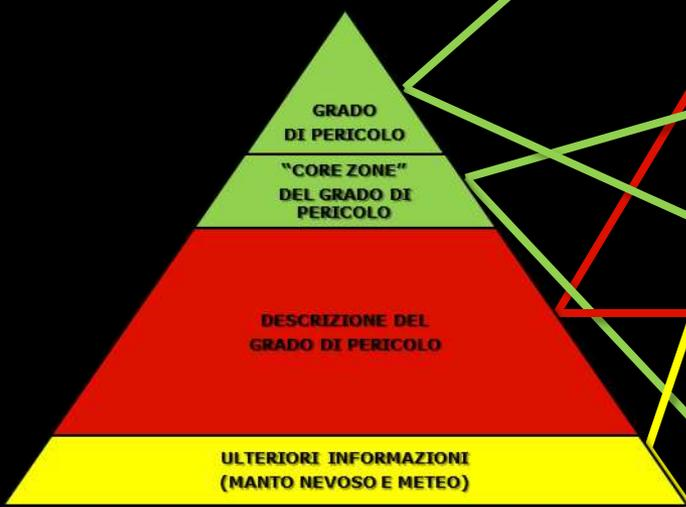 GRADO
DI PERICOLO
“CORE ZONE”
DEL GRADO DI
PERICOLO
DESCRIZIONE DEL
GRADO DI PERICOLO
ULTERIORI INFORMAZIONI
(MANTO NEVOSO E METEO)